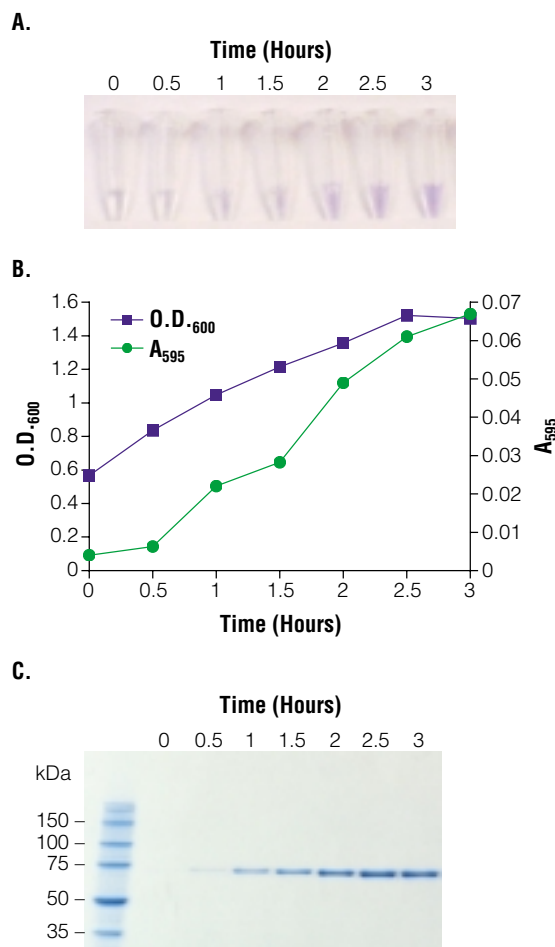 A.
Time (Hours)
0 0.5 1 1.5 2 2.5 3
B.
1.6
1.4
1.2
1
0.8
0.6
0.4
0.2
0
O.D.600
O.D.600
A595
0.07
0.06
0.05
0.04
0.03
0.02
0.01
0
A595
0 0.5 1 1.5 2 2.5 3
Time (Hours)
C.
Time (Hours)
0 0.5 1 1.5 2 2.5 3
kDa
150 –
100 –
75 –
50 –
35 –